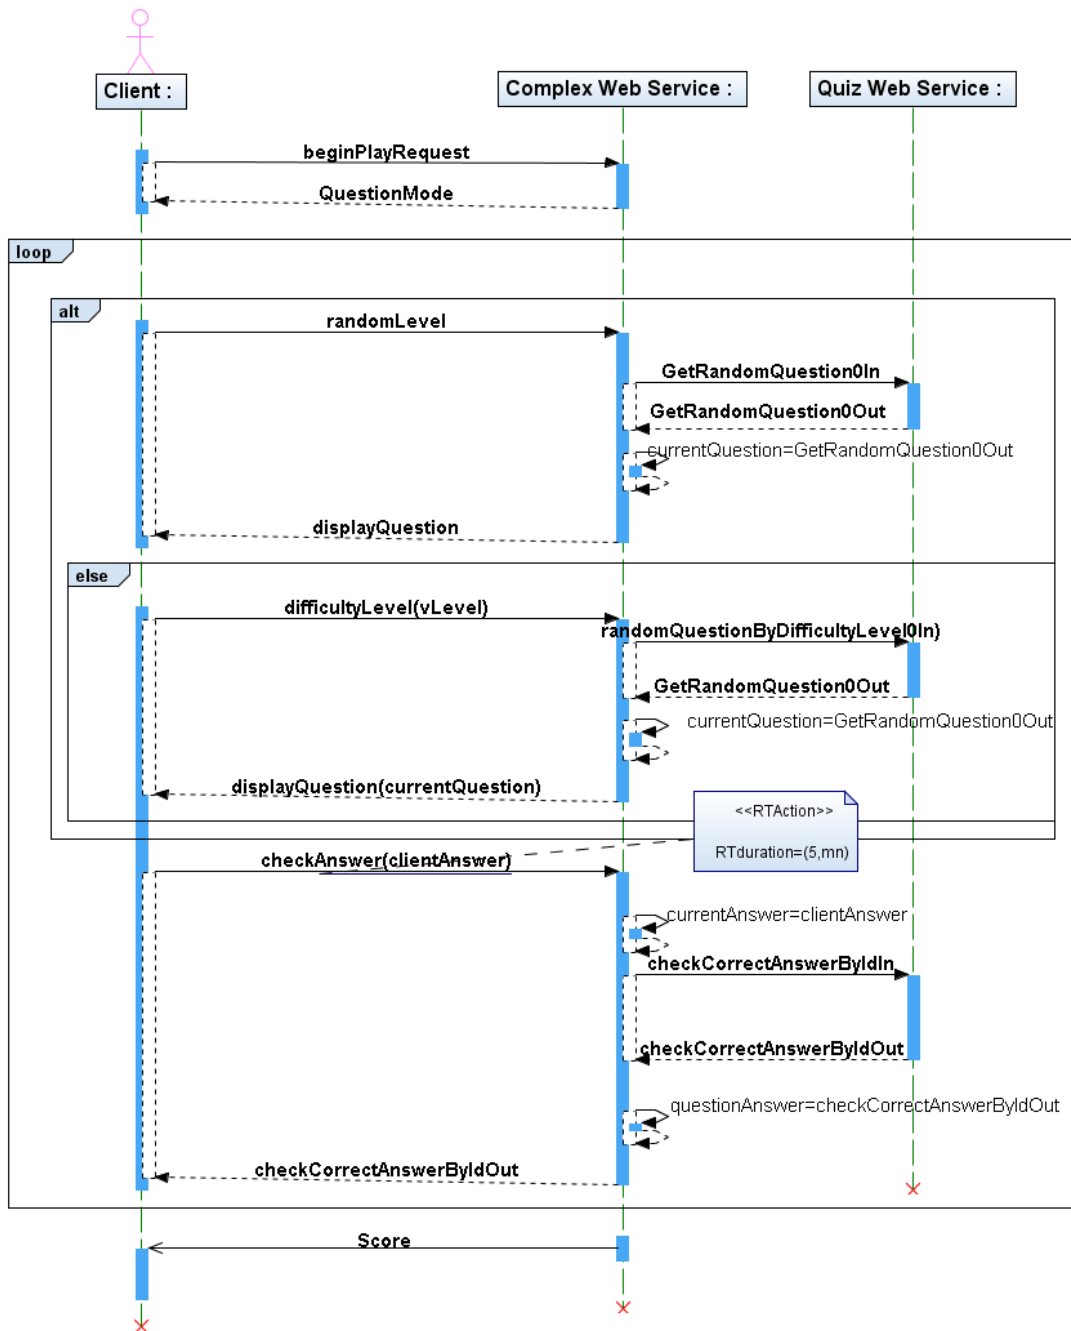 Client :
Complex Web Service :
Quiz Web Service :
beginPlayRequest
QuestionMode
loop
alt
randomLevel
GetRandomQuestion0In
GetRandomQuestion0Out
currentQuestion=GetRandomQuestion0Out
displayQuestion
else
difficultyLevel(vLevel)
randomQuestionByDifficultyLevel0In)
GetRandomQuestion0Out
currentQuestion=GetRandomQuestion0Out
displayQuestion(currentQuestion)
<<RTAction>>
RTduration=(5,mn)
checkAnswer(clientAnswer)
currentAnswer=clientAnswer
checkCorrectAnswerByIdIn
checkCorrectAnswerByIdOut
questionAnswer=checkCorrectAnswerByIdOut
checkCorrectAnswerByIdOut
Score